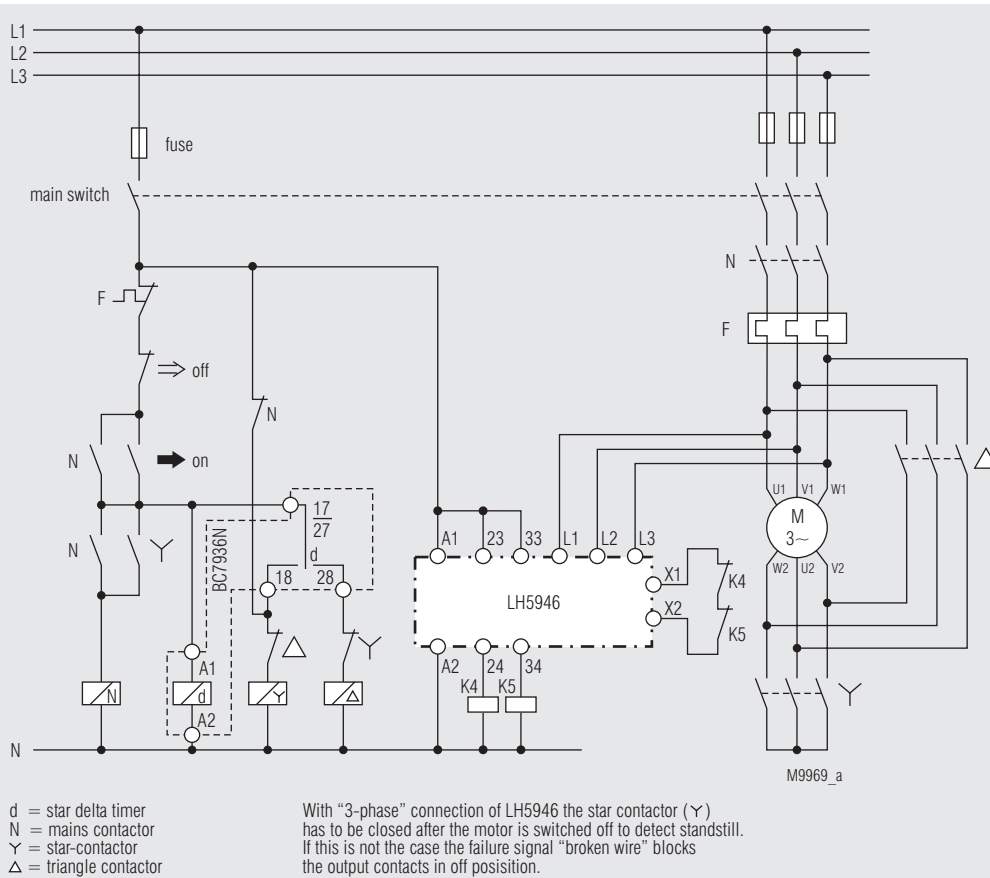 L1
L2
L3
fuse
main switch
N
F
F
off
N
N
on
17
27
d
BC7936N
18
28
N
A1
23
33
L1
L2
L3
U1
V1
W1
M
3~
W2
U2
V2
X1
K4
LH5946
X2
K5
A1
A2
24
34
K4
K5
N
d
A2
N
M9969_a
d = star delta timer
N = mains contactor
Y = star-contactor
△ = triangle contactor
With “3-phase” connection of LH5946 the star contactor (Y)
has to be closed after the motor is switched off to detect standstill.
If this is not the case the failure signal “broken wire” blocks
the output contacts in off posisition.